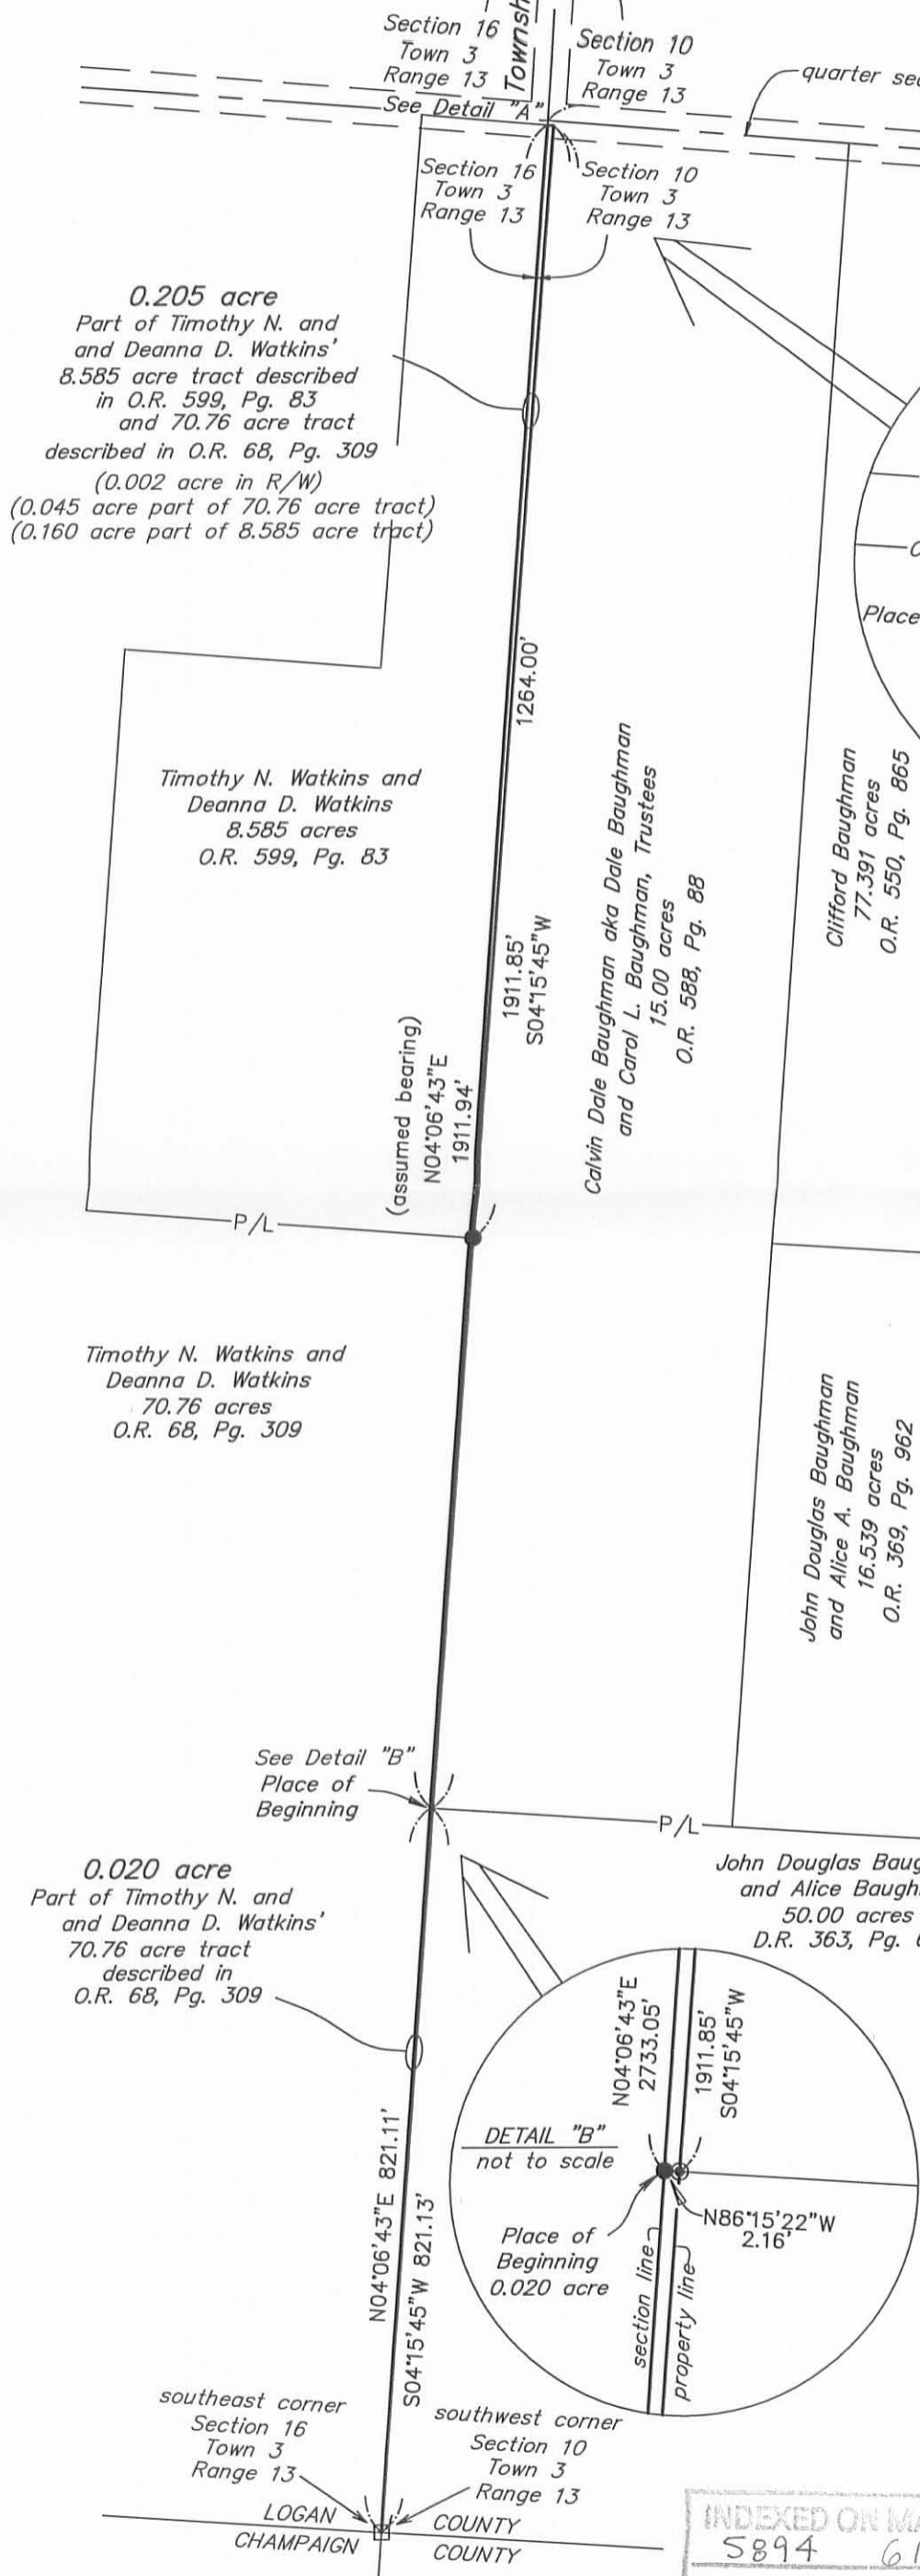 Section 16
Town 3
Range 13
Townsh
Section 10
Town 3
Range 13
quarter sec
See Detail "A"
Section 16
Town 3
Range 13
Section 10
Town 3
Range 13
0.205 acre
Part of Timothy N. and
and Deanna D. Watkins'
8.585 acre tract described
in O.R. 599, Pg. 83
and 70.76 acre tract
described in O.R. 68, Pg. 309
(0.002 acre in R/W)
(0.045 acre part of 70.76 acre tract)
(0.160 acre part of 8.585 acre tract)
Place
1264.00'
Timothy N. Watkins and
Deanna D. Watkins
8.585 acres
O.R. 599, Pg. 83
1911.85'
S04°15'45"W
(assumed bearing)
N04°06'43"E
1911.94'
Calvin Dale Baughman aka Dale Baughman
and Carol L. Baughman, Trustees
15.00 acres
O.R. 588, Pg. 88
Clifford Baughman
77.391 acres
O.R. 550, Pg. 865
P/L
Timothy N. Watkins and
Deanna D. Watkins
70.76 acres
O.R. 68, Pg. 309
John Douglas Baughman
and Alice A. Baughman
16.539 acres
O.R. 369, Pg. 962
See Detail "B"
Place of
Beginning
P/L
0.020 acre
Part of Timothy N. and
and Deanna D. Watkins'
70.76 acre tract
described in
O.R. 68, Pg. 309
John Douglas Baug
and Alice Baugh
50.00 acres
D.R. 363, Pg.
N04°06'43"E
2733.05'
1911.85'
S04°15'45"W
DETAIL "B"
not to scale
N86°15'22"W
2.16'
Place of
Beginning
0.020 acre
section line
property line
N04°06'43"E 821.11'
S04°15'45"W 821.13'
southeast corner
Section 16
Town 3
Range 13
southwest corner
Section 10
Town 3
Range 13
LOGAN COUNTY
CHAMPAIGN COUNTY
INDEXED ON MA
5894 61